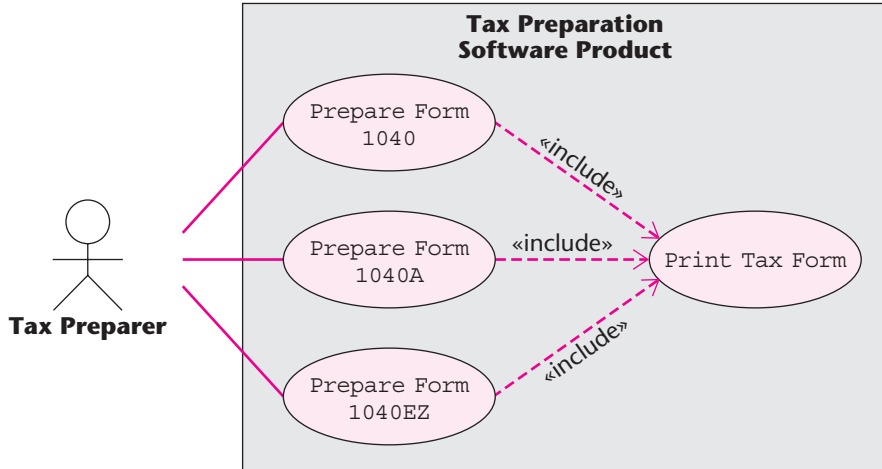 Tax Preparation
Software Product
Prepare Form
1040
«include»
Prepare Form
1040A
«include»
Print Tax Form
Tax Preparer
Prepare Form
1040EZ
«include»